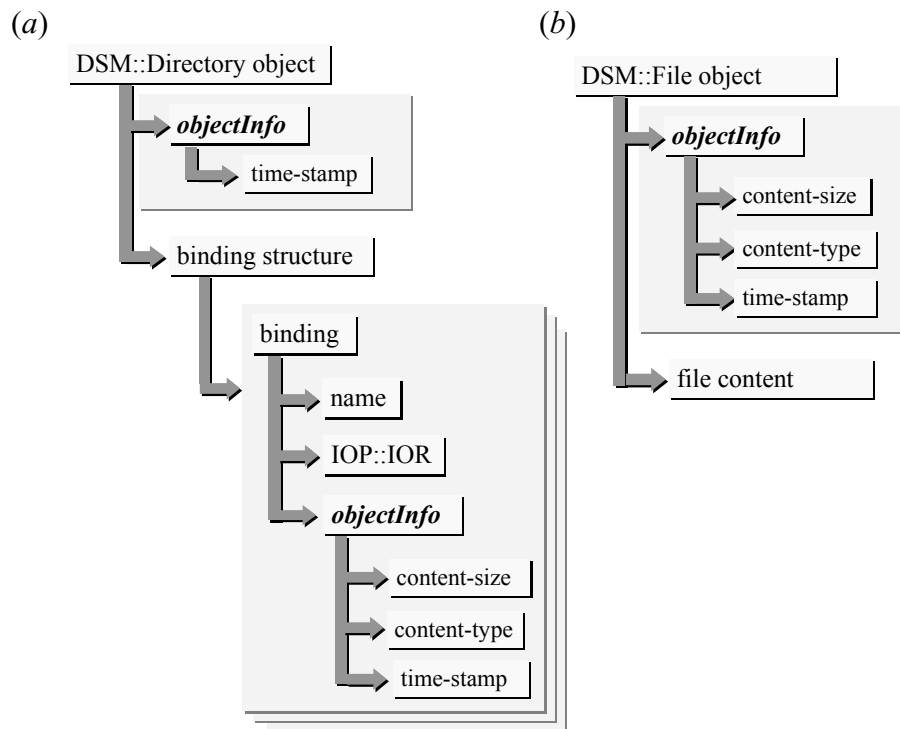 (a)
DSM::Directory object
objectInfo
time-stamp
binding structure
binding
name
IOP::IOR
objectInfo
content-size
content-type
time-stamp
(b)
DSM::File object
objectInfo
content-size
content-type
time-stamp
file content